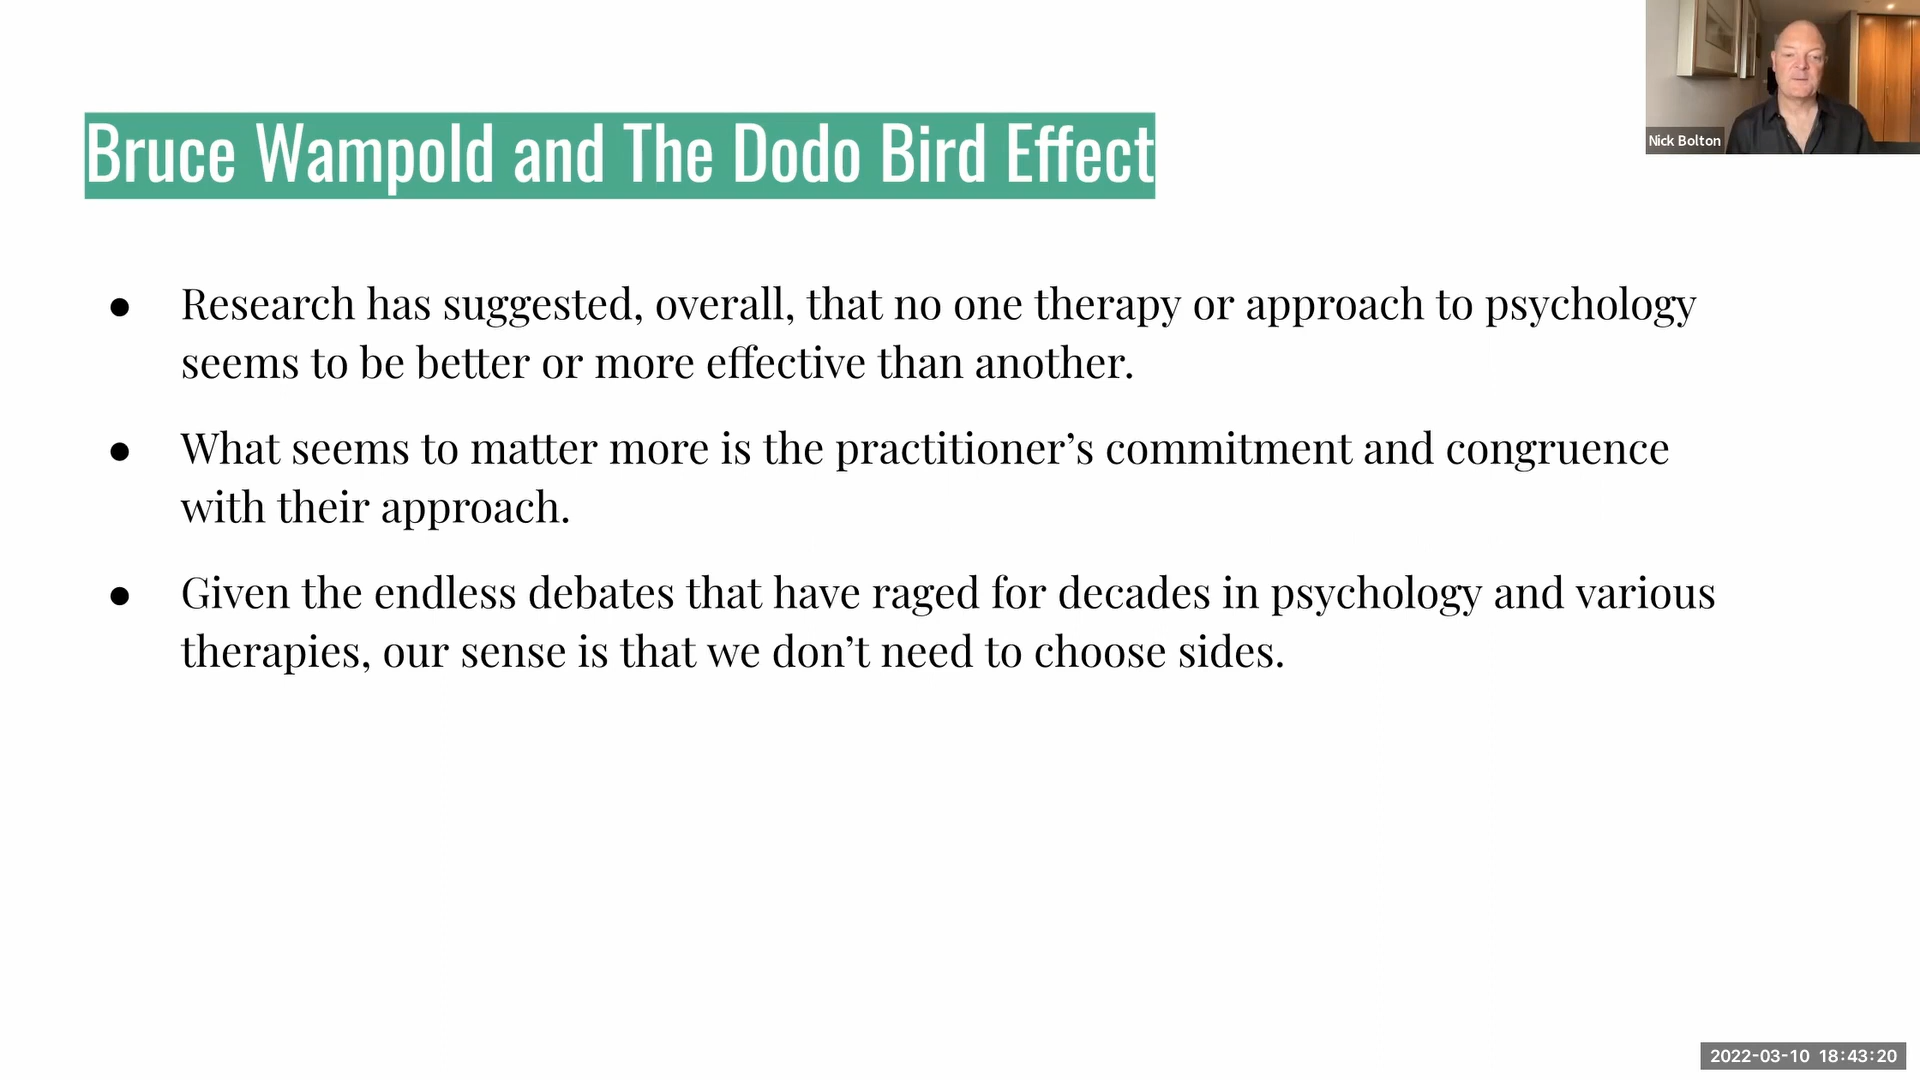 Bruce Wampold and The Dodo Bird Effect
Nick Bolton
● Research has suggested, overall, that no one therapy or approach to psychology
seems to be better or more effective than another.
● What seems to matter more is the practitioner’s commitment and congruence
with their approach.
● Given the endless debates that have raged for decades in psychology and various
therapies, our sense is that we don’t need to choose sides.
2022-03-10 18:43:20